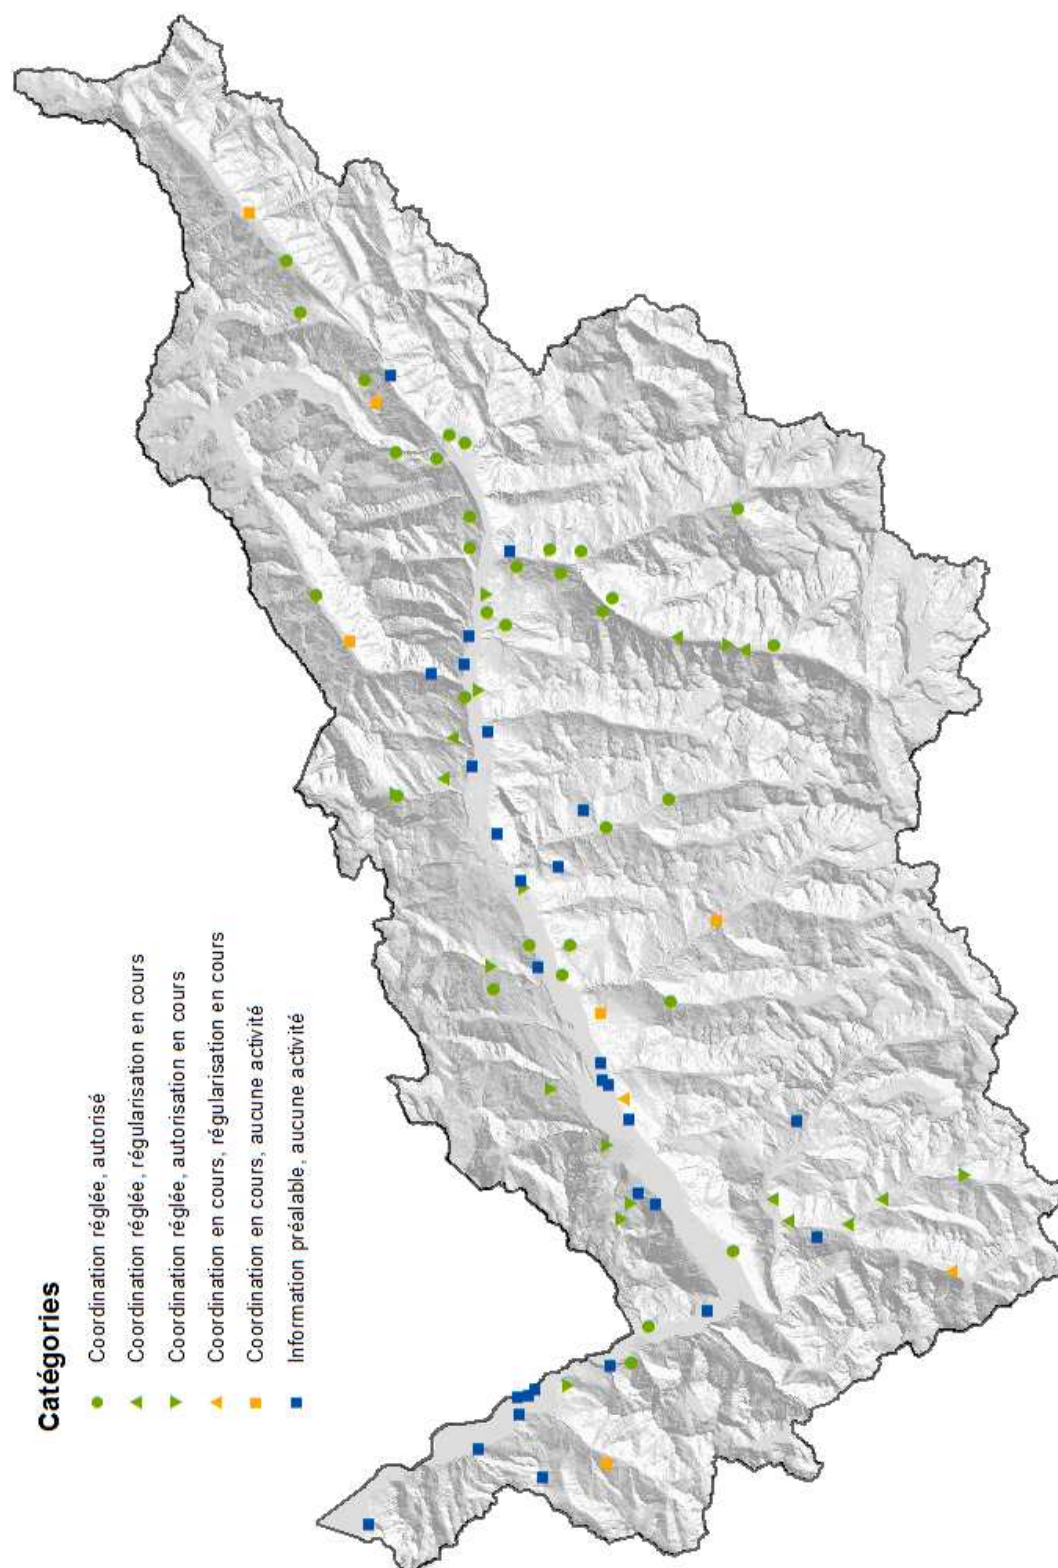 Catégories
Coordination réglée, autorisé
Coordination réglée, régularisation en cours
Coordination réglée, autorisation en cours
Coordination en cours, régularisation en cours
Coordination en cours, aucune activité
Information préalable, aucune activité